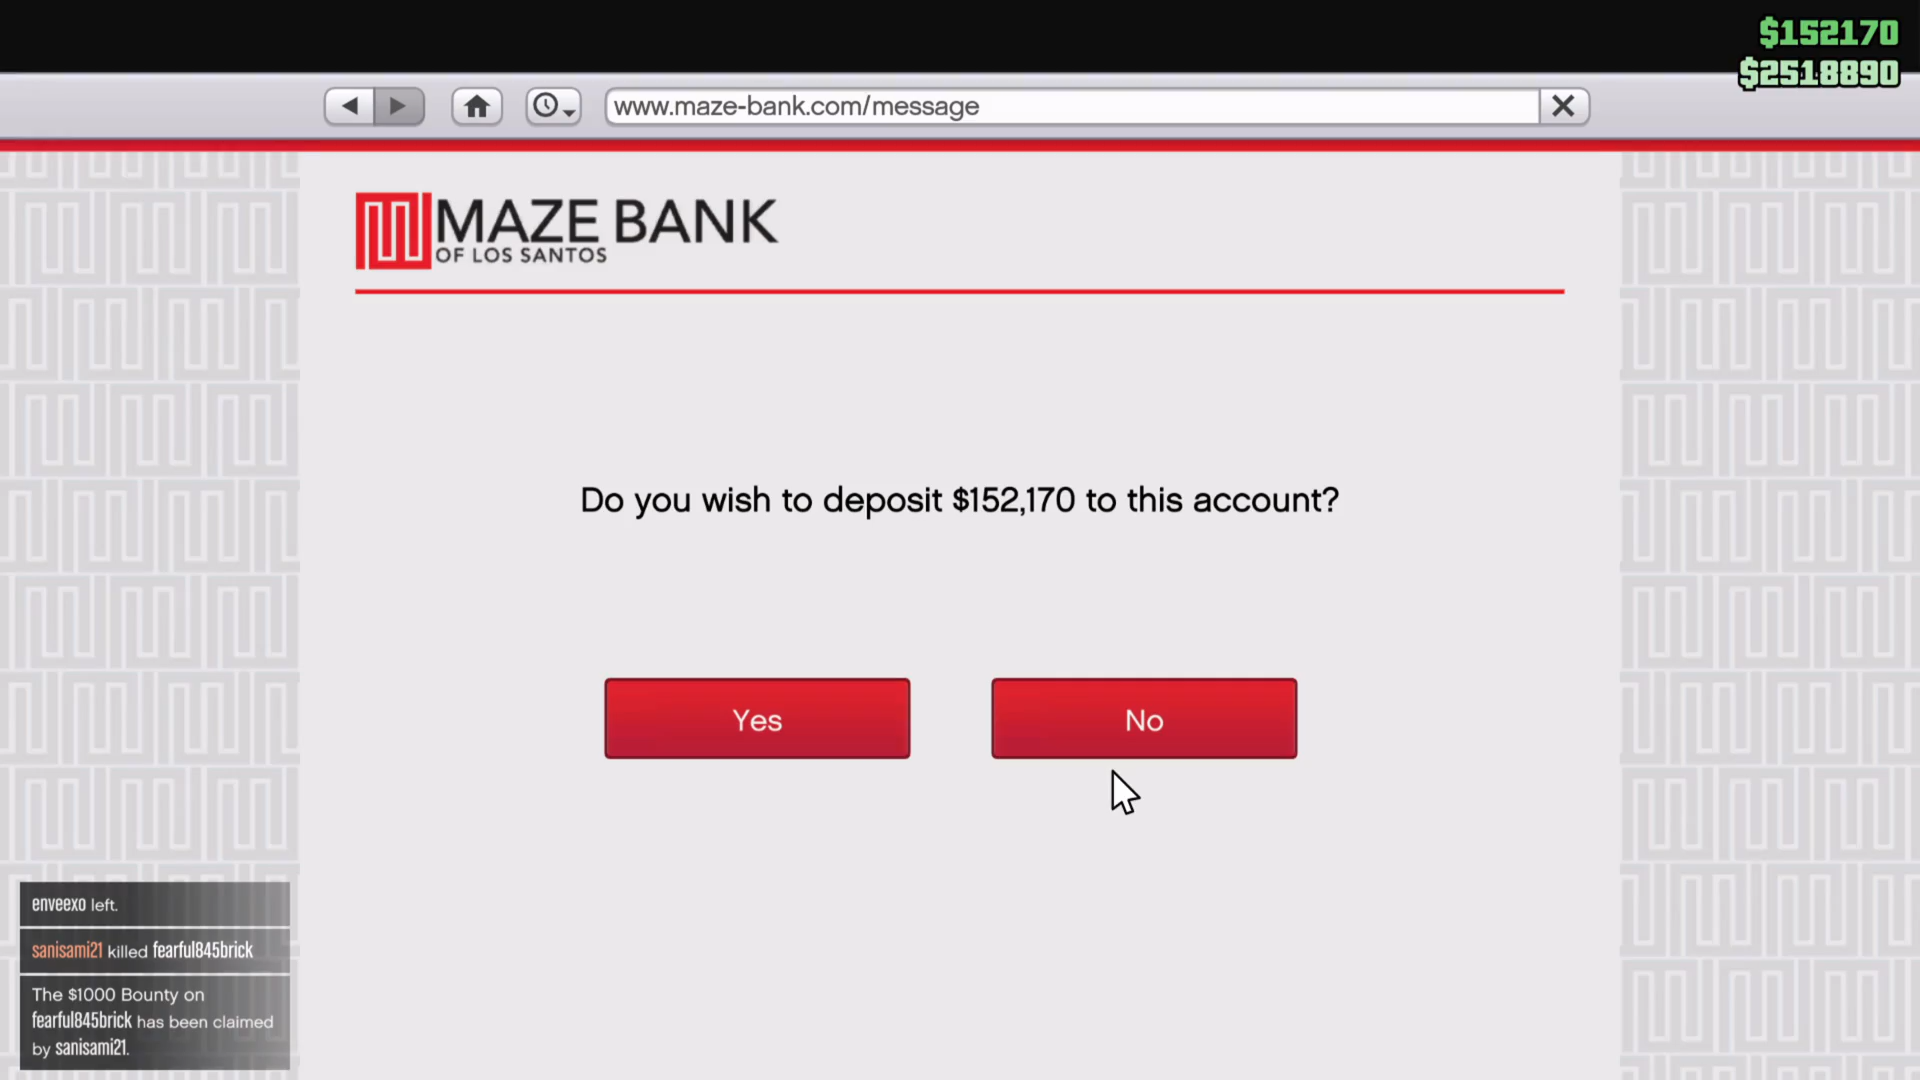 $152170
$2518890
www.maze-bank.com/message
MAZE BANK
OF LOS SANTOS
Do you wish to deposit $152,170 to this account?
Yes
No
enveexo left.
sanisami21 killed fearful845brick
The $1000 Bounty on
fearful845brick has been claimed
by sanisami21.